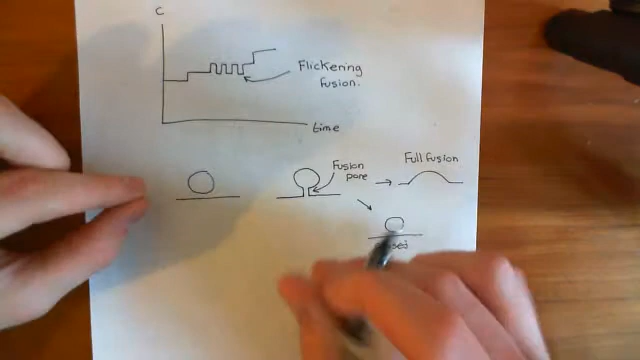 C
Flickering
fusion.
time
Fusion
pore
Full fusion